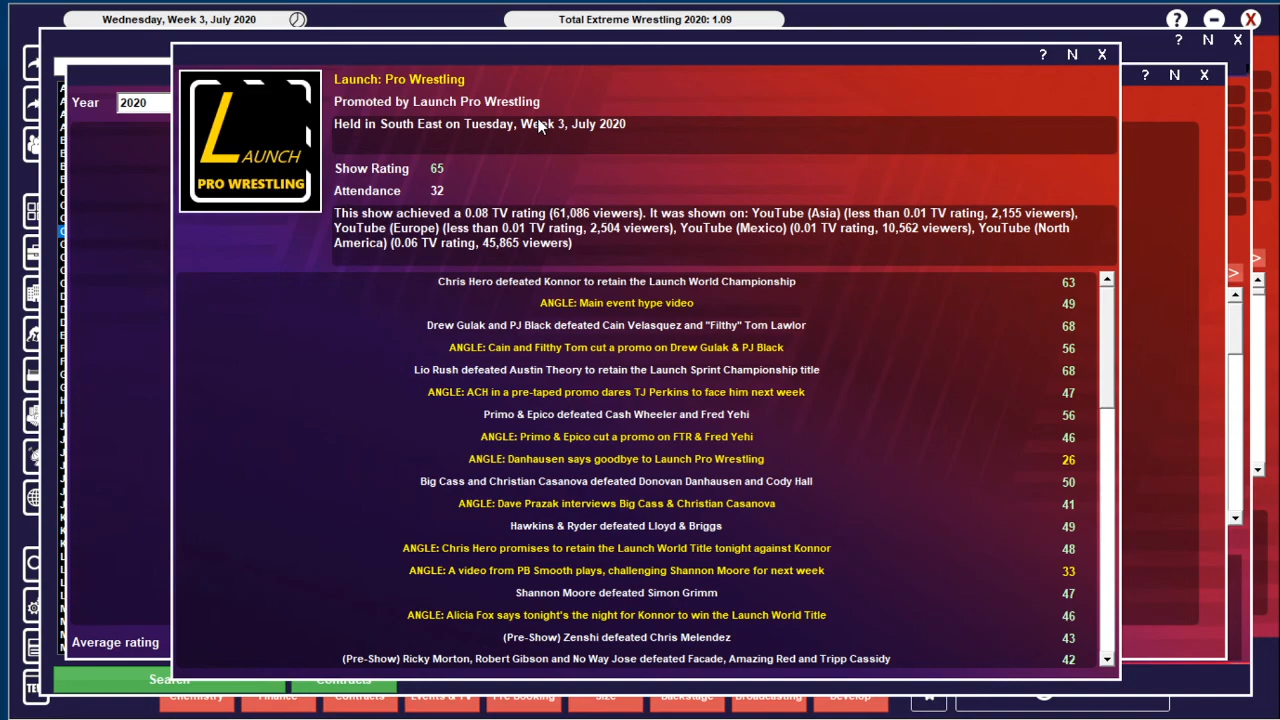 Wednesday, Week 3, July 2020
Total Extreme Wrestling 2020: 1.09
? N X
Year 2020
LAUNCH
PRO WRESTLING
Launch: Pro Wrestling
Promoted by Launch Pro Wrestling
Held in South East on Tuesday, Week 3, July 2020
Show Rating 65
Attendance 32
This show achieved a 0.08 TV rating (61,086 viewers). It was shown on: YouTube (Asia) (less than 0.01 TV rating, 2,155 viewers),
YouTube (Europe) (less than 0.01 TV rating, 2,504 viewers), YouTube (Mexico) (0.01 TV rating, 10,562 viewers), YouTube (North
America) (0.06 TV rating, 45,865 viewers)
Chris Hero defeated Konnor to retain the Launch World Championship 63
ANGLE: Main event hype video 49
Drew Gulak and PJ Black defeated Cain Velasquez and "Filthy" Tom Lawlor 68
ANGLE: Cain and Filthy Tom cut a promo on Drew Gulak & PJ Black 56
Lio Rush defeated Austin Theory to retain the Launch Sprint Championship title 68
ANGLE: ACH in a pre-taped promo dares TJ Perkins to face him next week 47
Primo & Epico defeated Cash Wheeler and Fred Yehi 56
ANGLE: Primo & Epico cut a promo on FTR & Fred Yehi 46
ANGLE: Danhausen says goodbye to Launch Pro Wrestling 26
Big Cass and Christian Casanova defeated Donovan Danhausen and Cody Hall 50
ANGLE: Dave Prazak interviews Big Cass & Christian Casanova 41
Hawkins & Ryder defeated Lloyd & Briggs 49
ANGLE: Chris Hero promises to retain the Launch World Title tonight against Konnor 48
ANGLE: A video from PB Smooth plays, challenging Shannon Moore for next week 33
Shannon Moore defeated Simon Grimm 47
ANGLE: Alicia Fox says tonight's the night for Konnor to win the Launch World Title 46
(Pre-Show) Zenshi defeated Chris Melendez 43
(Pre-Show) Ricky Morton, Robert Gibson and No Way Jose defeated Facade, Amazing Red and Tripp Cassidy 42
Average rating